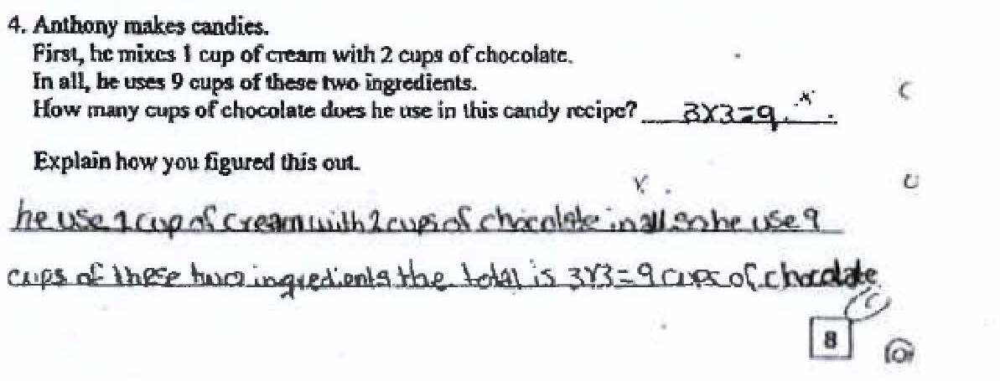 4. Anthony makes candies.
First, he mixes 1 cup of cream with 2 cups of chocolate.
In all, he uses 9 cups of these two ingredients.
How many cups of chocolate does he use in this candy recipe? 3x3=9. x
Explain how you figured this out.
x
he use 1 cup of cream with 2 cups of chocolate in all so he use 9
cups of these two ingredients the total is 3x3=9 cups of chocolate
8